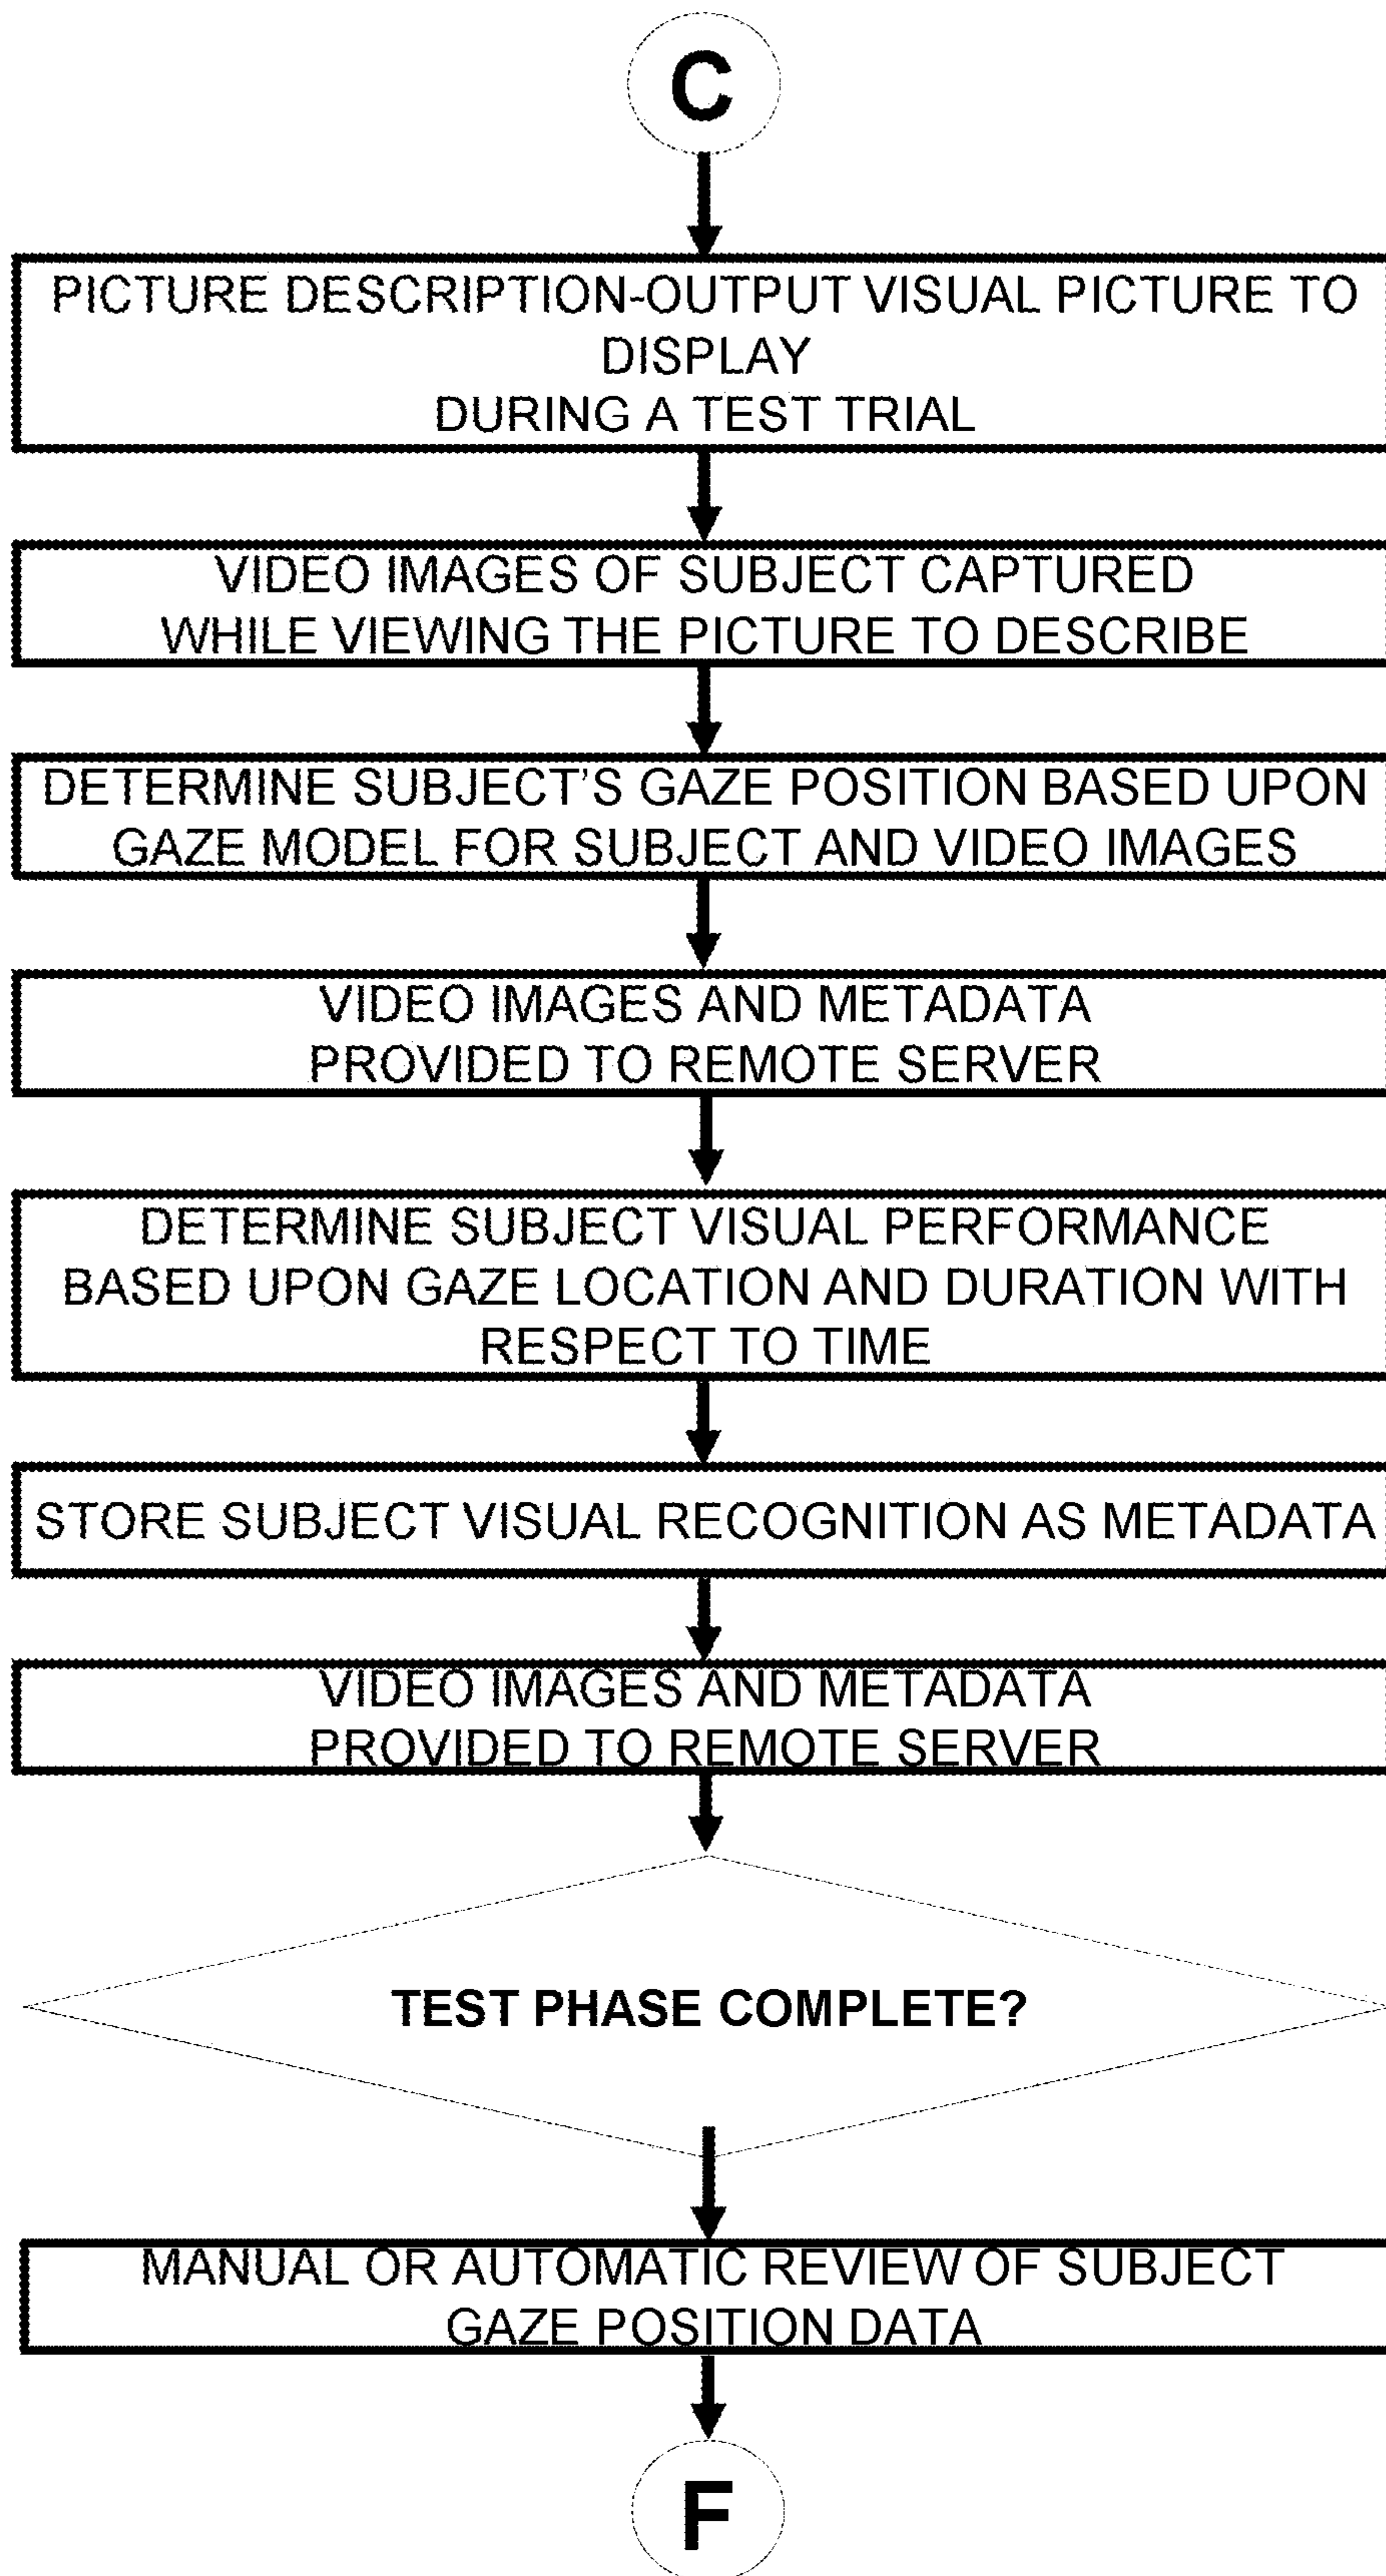 C
PICTURE DESCRIPTION-OUTPUT VISUAL PICTURE TO
DISPLAY
DURING A TEST TRIAL
VIDEO IMAGES OF SUBJECT CAPTURED
WHILE VIEWING THE PICTURE TO DESCRIBE
DETERMINE SUBJECT'S GAZE POSITION BASED UPON
GAZE MODEL FOR SUBJECT AND VIDEO IMAGES
VIDEO IMAGES AND METADATA
PROVIDED TO REMOTE SERVER
DETERMINE SUBJECT VISUAL PERFORMANCE
BASED UPON GAZE LOCATION AND DURATION WITH
RESPECT TO TIME
STORE SUBJECT VISUAL RECOGNITION AS METADATA
VIDEO IMAGES AND METADATA
PROVIDED TO REMOTE SERVER
TEST PHASE COMPLETE?
MANUAL OR AUTOMATIC REVIEW OF SUBJECT
GAZE POSITION DATA
F